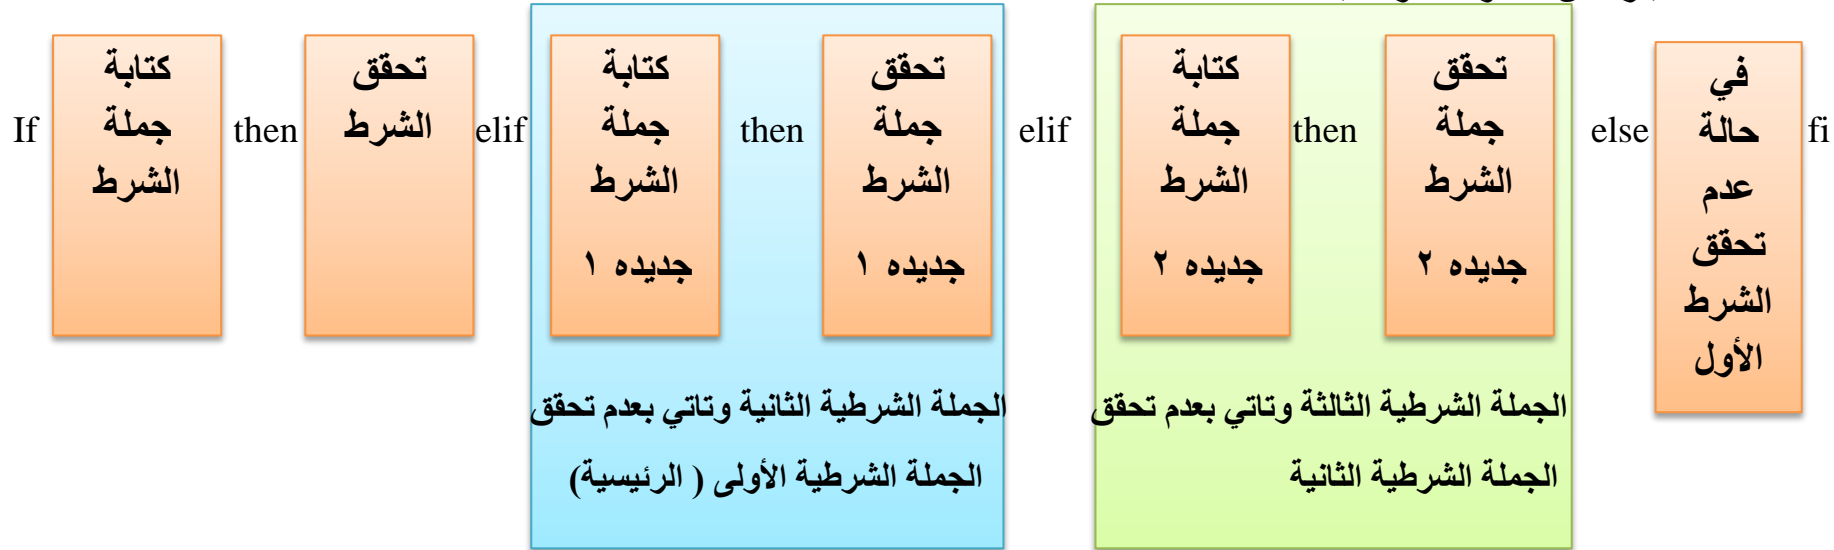 If
كتابة
جملة
الشرط
then
تحقق
الشرط
elif
كتابة
جملة
الشرط
جديده ١
then
تحقق
جملة
الشرط
جديده ١
الجملة الشرطية الثانية وتاتي بعدم تحقق
الجملة الشرطية الأولى ( الرئيسية)
elif
كتابة
جملة
الشرط
جديده ٢
then
تحقق
جملة
الشرط
جديده ٢
الجملة الشرطية الثالثة وتاتي بعدم تحقق
الجملة الشرطية الثانية
else
في
حالة
عدم
تحقق
الشرط
الأول
fi